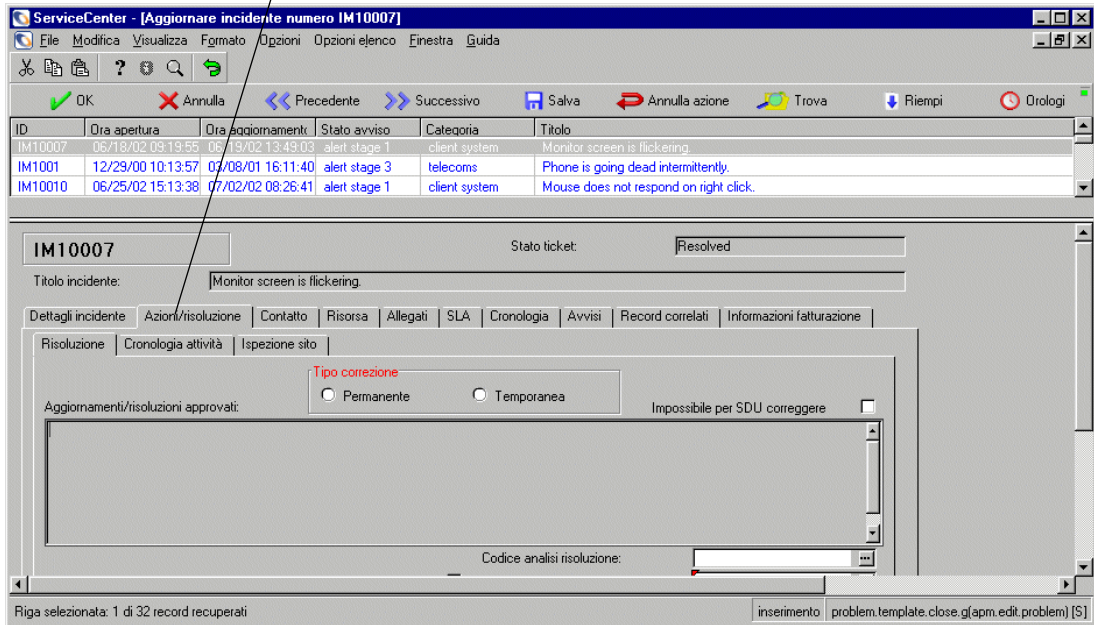 ServiceCenter - [Aggiornare incidente numero IM10007]
File Modifica Visualizza Formato Opzioni Opzioni elenco Finestra Guida
OK Annulla Precedente Successivo Salva Annulla azione Trova Riempi Orologi
ID Ora apertura Ora aggiornamento Stato avviso Categoria Titolo
IM10007 06/18/02 09:19:55 06/19/02 13:49:03 alert stage 1 client system Monitor screen is flickering.
IM1001 12/29/00 10:13:57 03/08/01 16:11:40 alert stage 3 telecoms Phone is going dead intermittently.
IM10010 06/25/02 15:13:38 07/02/02 08:26:41 alert stage 1 client system Mouse does not respond on right click.
IM10007 Stato ticket: Resolved
Titolo incidente: Monitor screen is flickering.
Dettagli incidente Azioni/risoluzione Contatto Risorsa Allegati SLA Cronologia Avvisi Record correlati Informazioni fatturazione
Risoluzione Cronologia attività Ispezione sito
Tipo correzione
Permanente Temporanea
Aggiornamenti/risoluzioni approvati: Impossibile per SDU correggere
Codice analisi risoluzione:
Riga selezionata: 1 di 32 record recuperati inserimento problem.template.close.g(apm.edit.problem) [S]